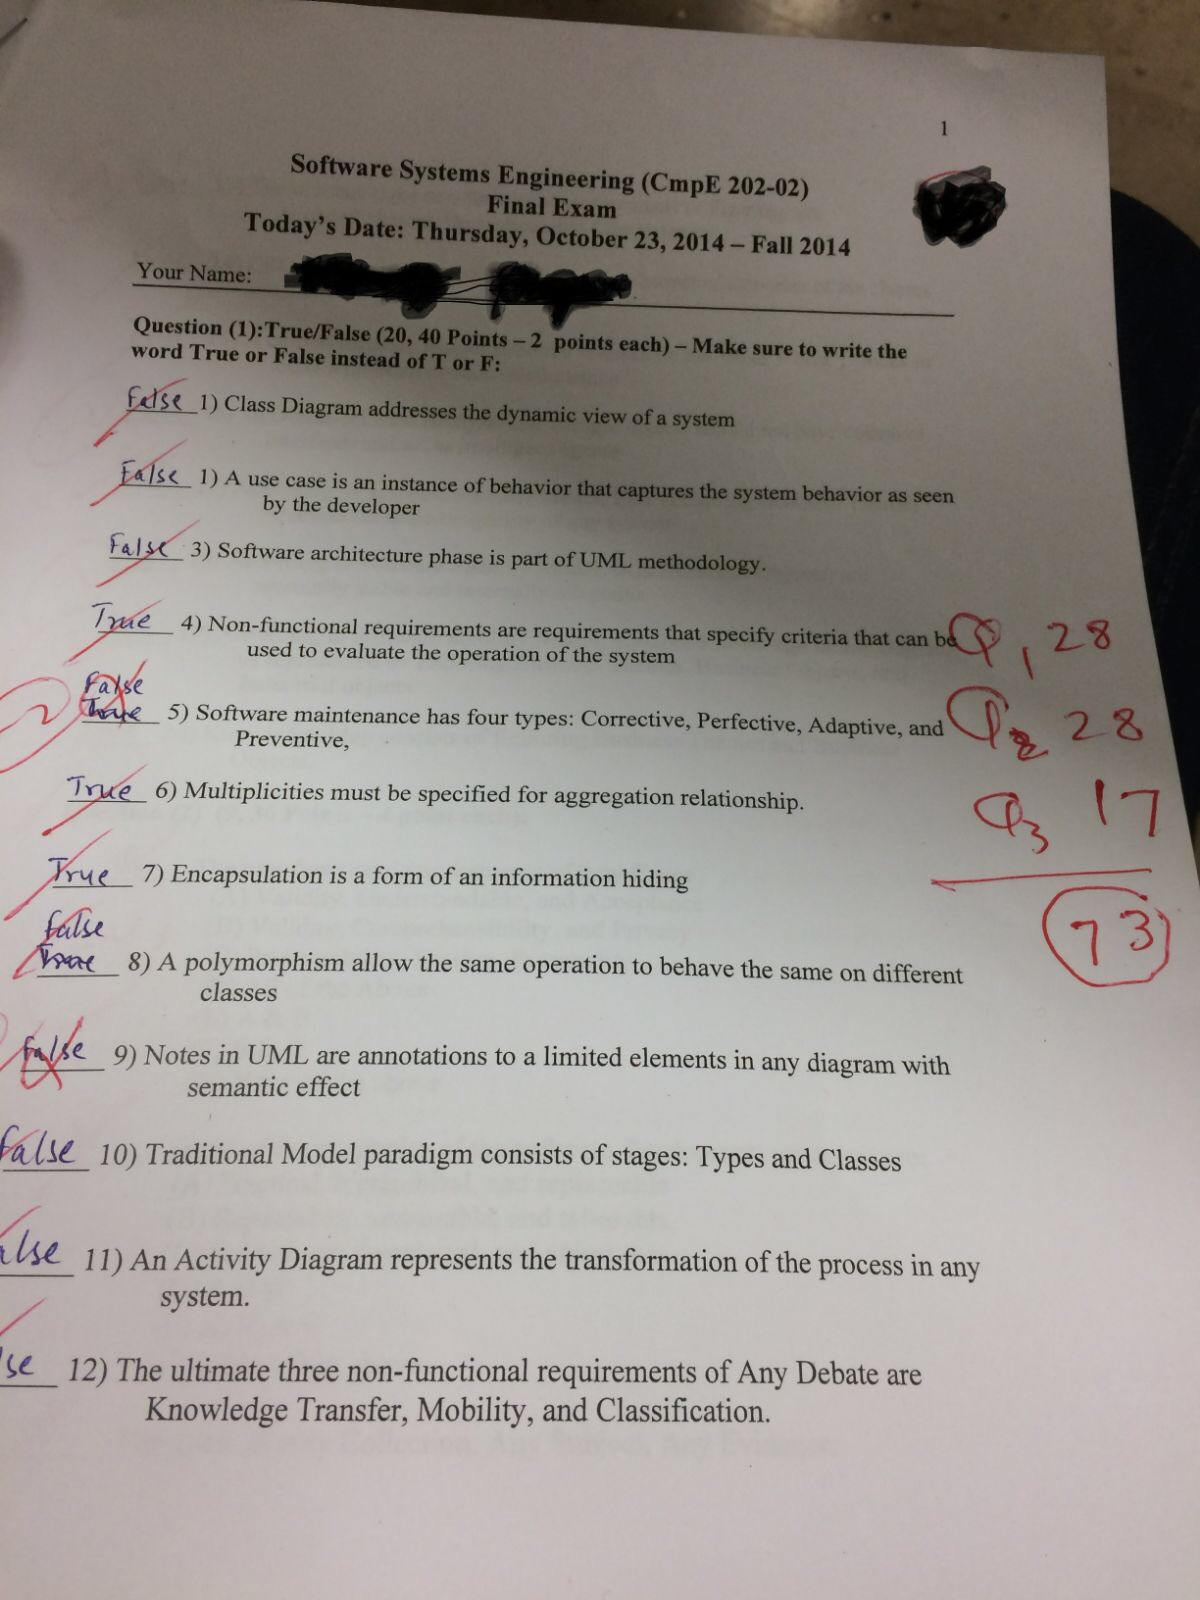 1
Software Systems Engineering (CmpE 202-02)
Final Exam
Today's Date: Thursday, October 23, 2014 – Fall 2014
Your Name:
Question (1):True/False (20, 40 Points – 2 points each) – Make sure to write the
word True or False instead of T or F:
False 1) Class Diagram addresses the dynamic view of a system
False 1) A use case is an instance of behavior that captures the system behavior as seen
by the developer
False 3) Software architecture phase is part of UML methodology.
True 4) Non-functional requirements are requirements that specify criteria that can be
used to evaluate the operation of the system
Q1 28
False
2 True 5) Software maintenance has four types: Corrective, Perfective, Adaptive, and
Preventive,
Q2 28
True 6) Multiplicities must be specified for aggregation relationship.
Q3 17
True 7) Encapsulation is a form of an information hiding
73
False
True 8) A polymorphism allow the same operation to behave the same on different
classes
False 9) Notes in UML are annotations to a limited elements in any diagram with
semantic effect
False 10) Traditional Model paradigm consists of stages: Types and Classes
alse 11) An Activity Diagram represents the transformation of the process in any
system.
lse 12) The ultimate three non-functional requirements of Any Debate are
Knowledge Transfer, Mobility, and Classification.